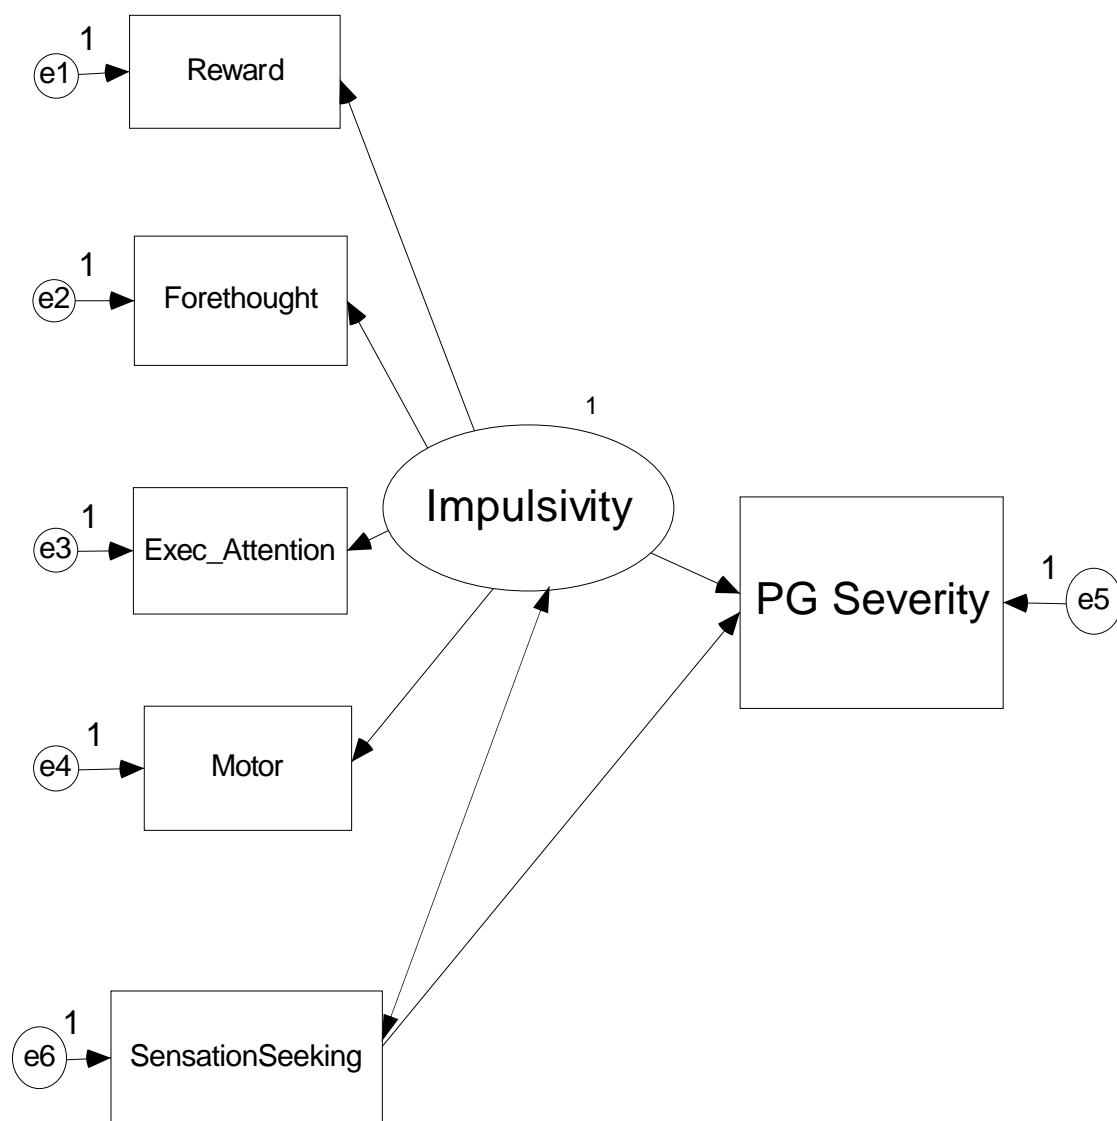 1
e1
Reward
1
e2
Forethought
1
Impulsivity
1
e3
Exec_Attention
PG Severity
1
e5
1
e4
Motor
1
e6
SensationSeeking